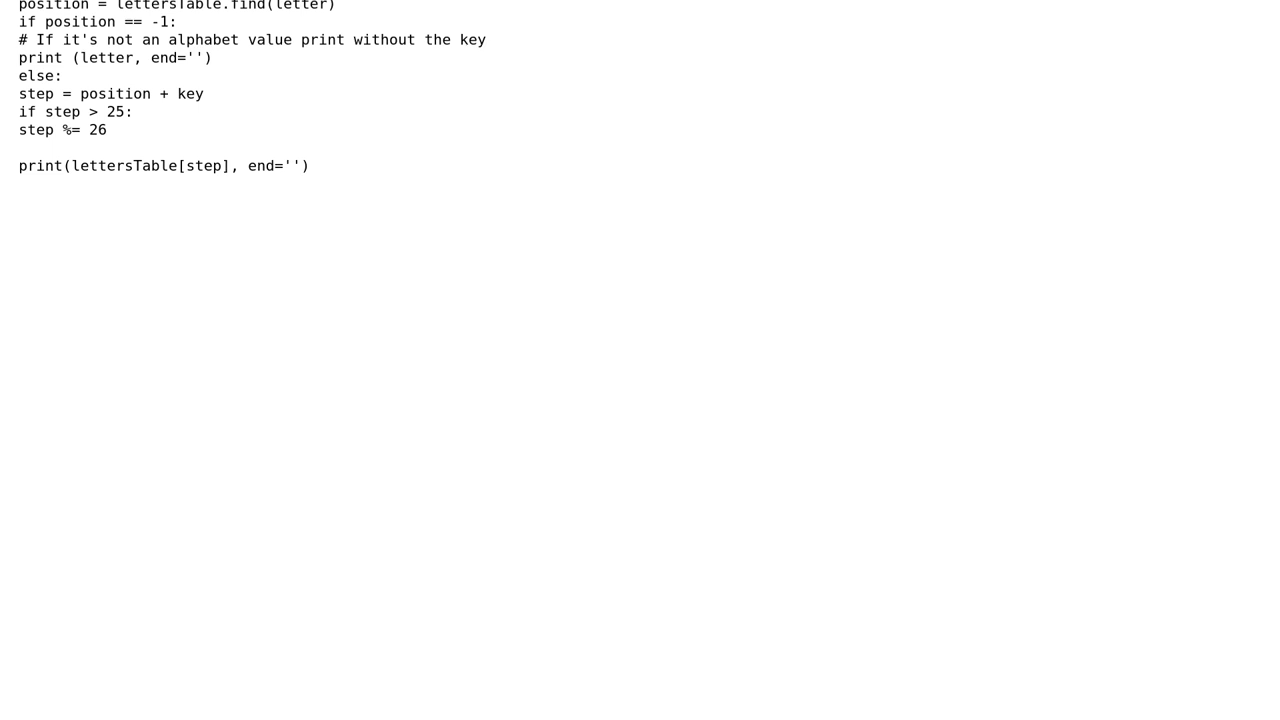 position = lettersTable.find(letter)
if position == -1:
# If it's not an alphabet value print without the key
print (letter, end='')
else:
step = position + key
if step > 25:
step %= 26
print(lettersTable[step], end='')